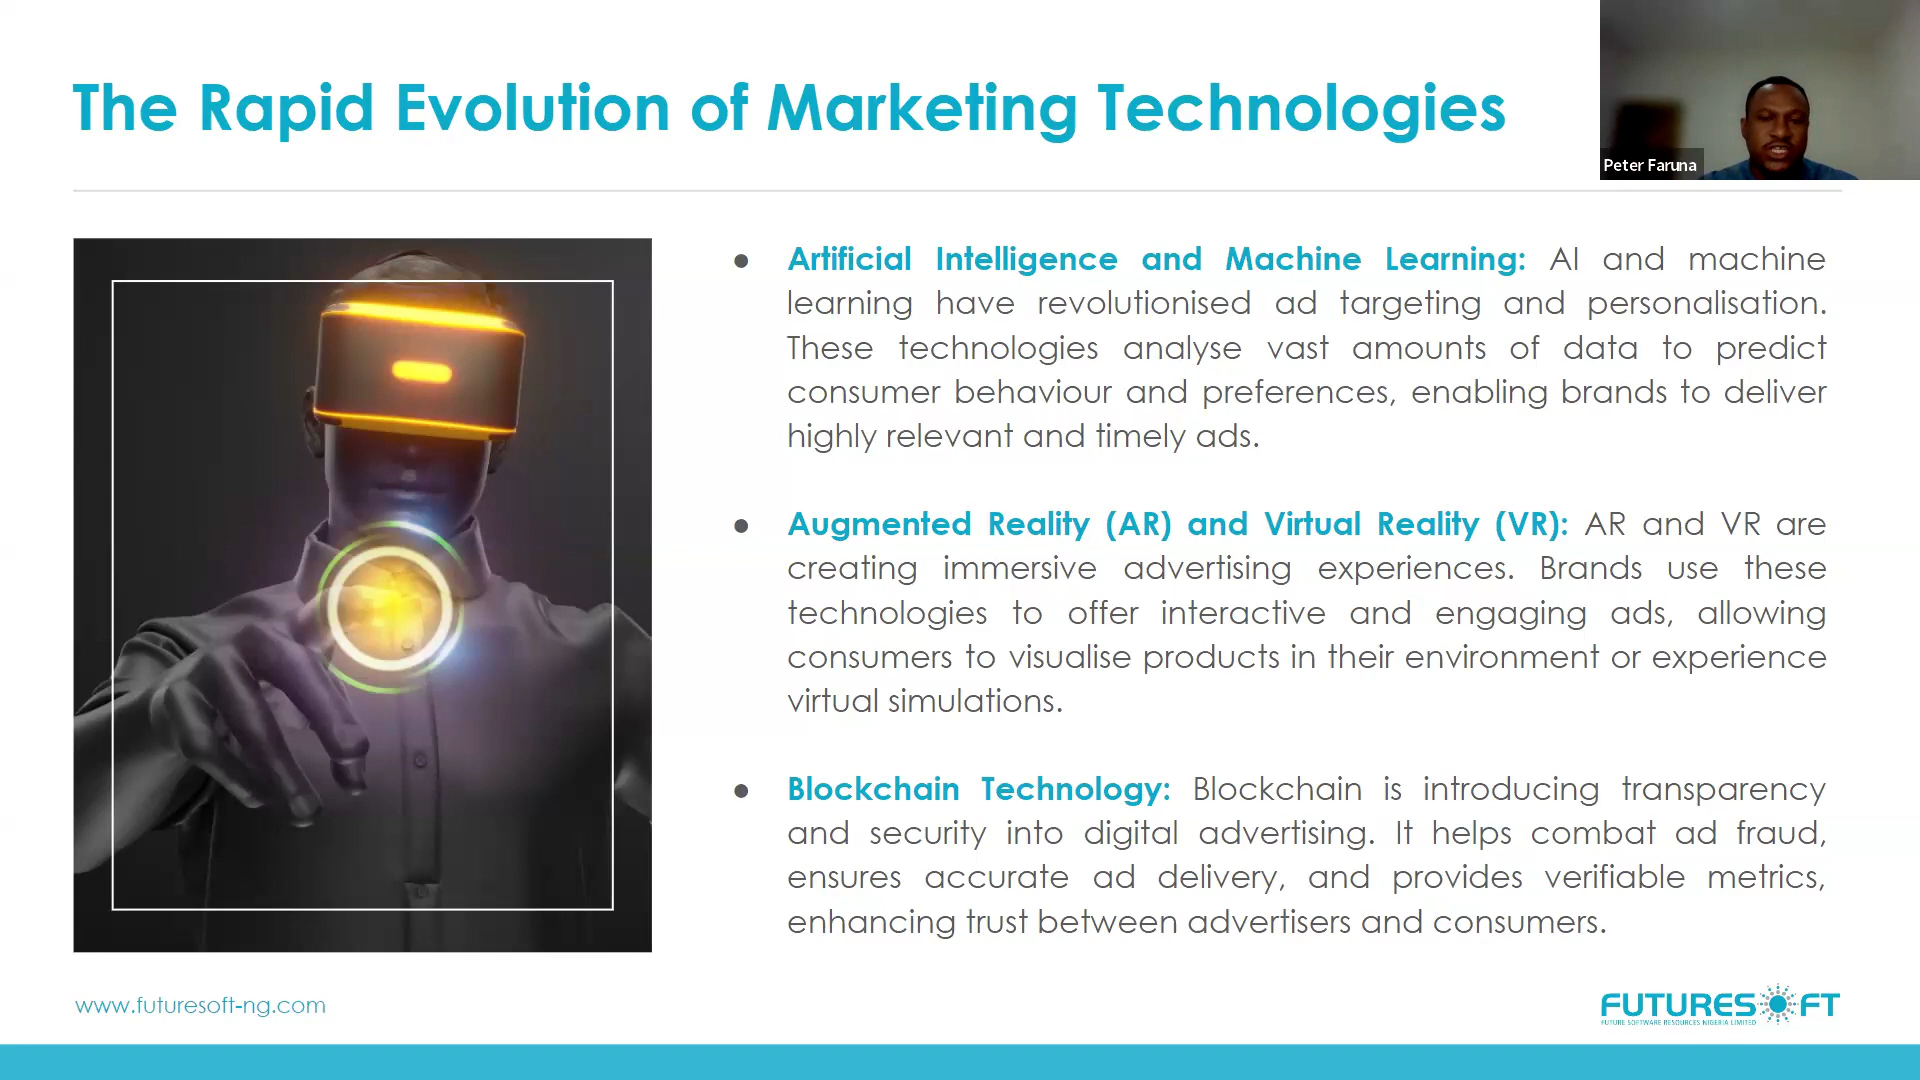 The Rapid Evolution of Marketing Technologies
Peter Faruna
● Artificial Intelligence and Machine Learning: AI and machine
learning have revolutionised ad targeting and personalisation.
These technologies analyse vast amounts of data to predict
consumer behaviour and preferences, enabling brands to deliver
highly relevant and timely ads.
● Augmented Reality (AR) and Virtual Reality (VR): AR and VR are
creating immersive advertising experiences. Brands use these
technologies to offer interactive and engaging ads, allowing
consumers to visualise products in their environment or experience
virtual simulations.
● Blockchain Technology: Blockchain is introducing transparency
and security into digital advertising. It helps combat ad fraud,
ensures accurate ad delivery, and provides verifiable metrics,
enhancing trust between advertisers and consumers.
www.futuresoft-ng.com
FUTURESOFT
FUTURE SOFTWARE RESOURCES NIGERIA LIMITED